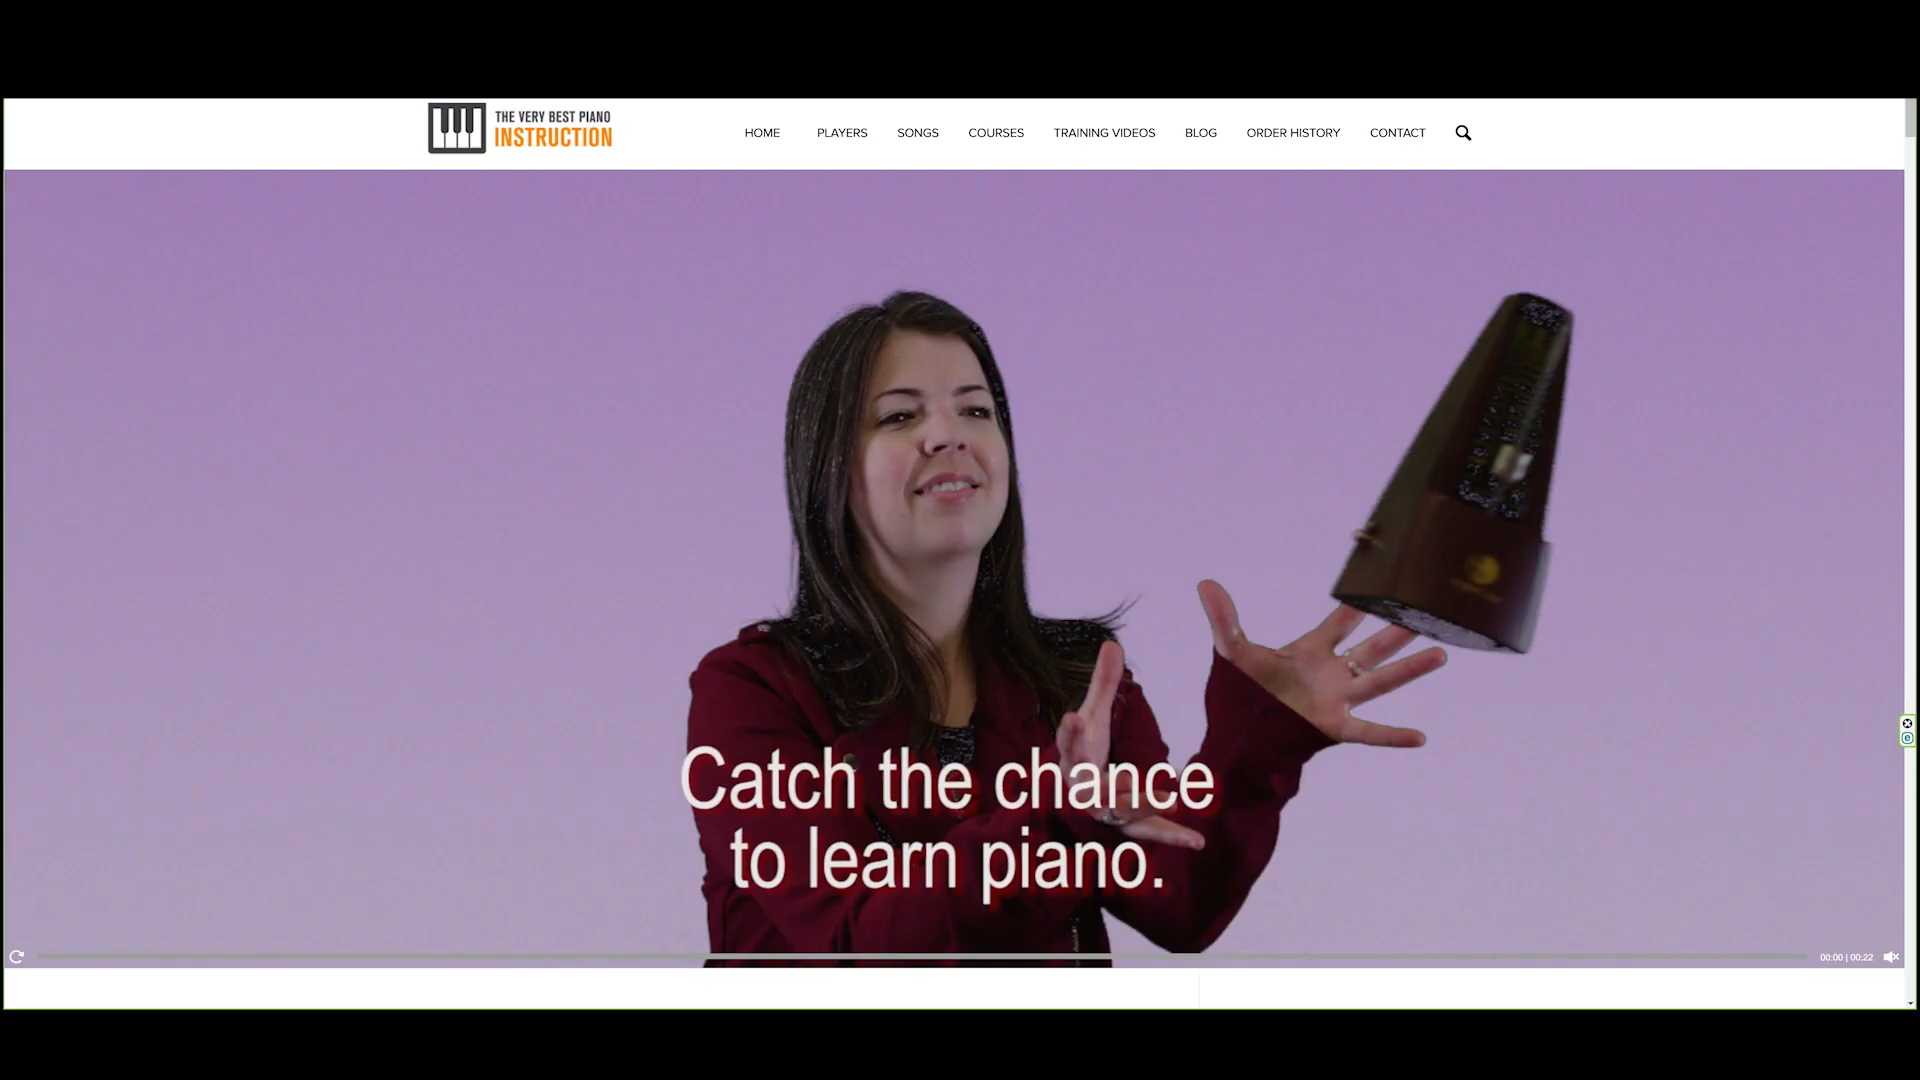 THE VERY BEST PIANO
INSTRUCTION
HOME PLAYERS SONGS COURSES TRAINING VIDEOS BLOG ORDER HISTORY CONTACT
Catch the chance
to learn piano.
00:00 | 00:22